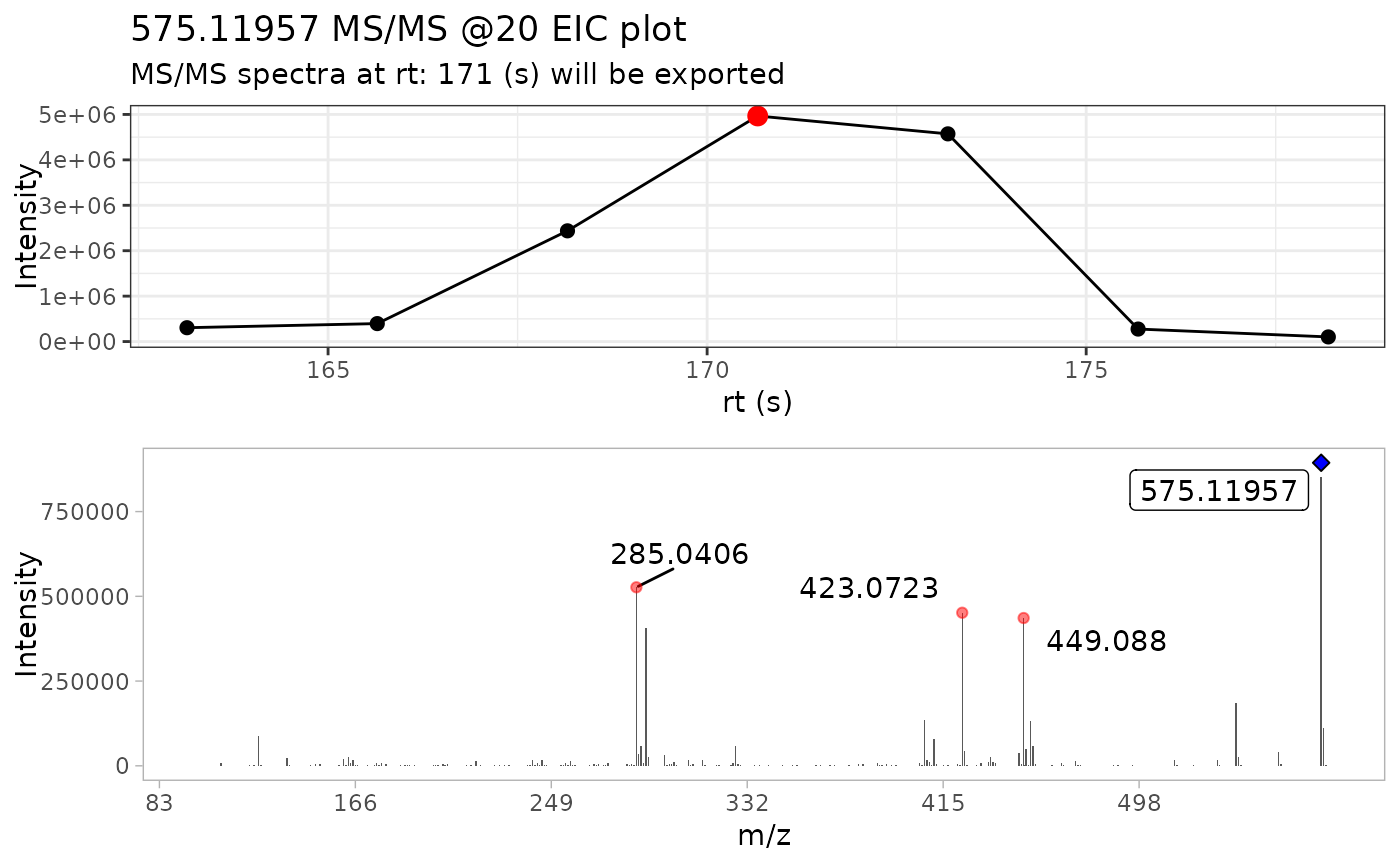 575.11957 MS/MS @20 EIC plot
MS/MS spectra at rt: 171 (s) will be exported
Intensity
5e+06
4e+06
3e+06
2e+06
1e+06
0e+00
165 170 175
rt (s)
Intensity
750000
500000
250000
0
575.11957
285.0406
423.0723
449.088
83 166 249 332 415 498
m/z